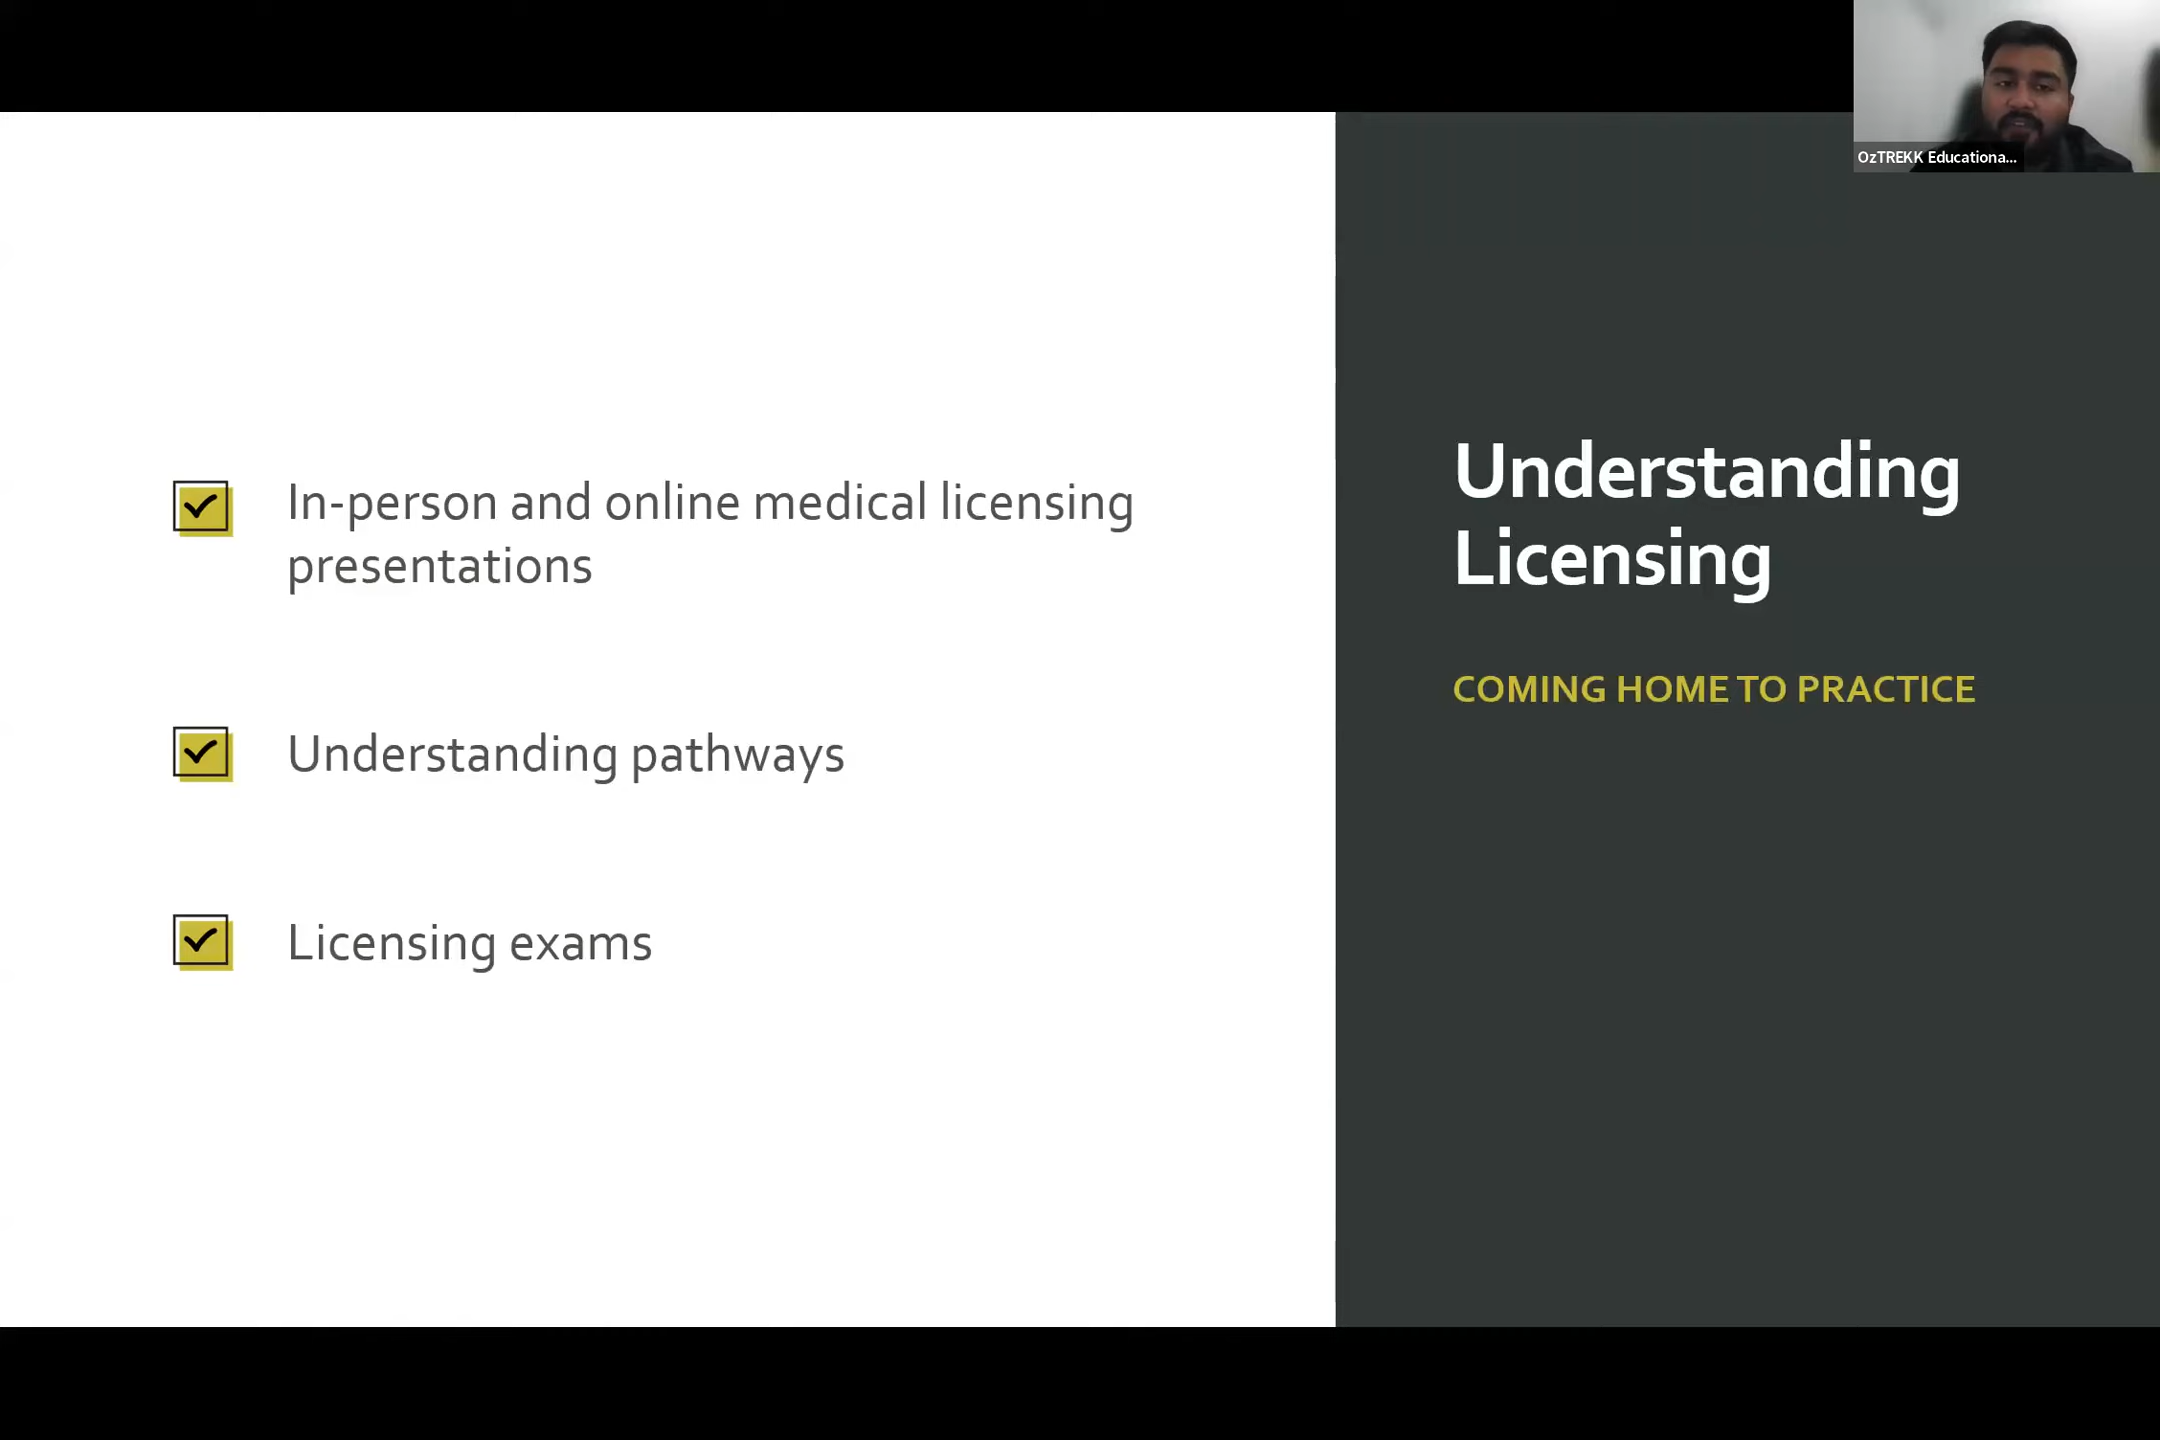 In-person and online medical licensing
presentations
Understanding pathways
Licensing exams
Understanding
Licensing
COMING HOME TO PRACTICE
OzTREKK Educationa...